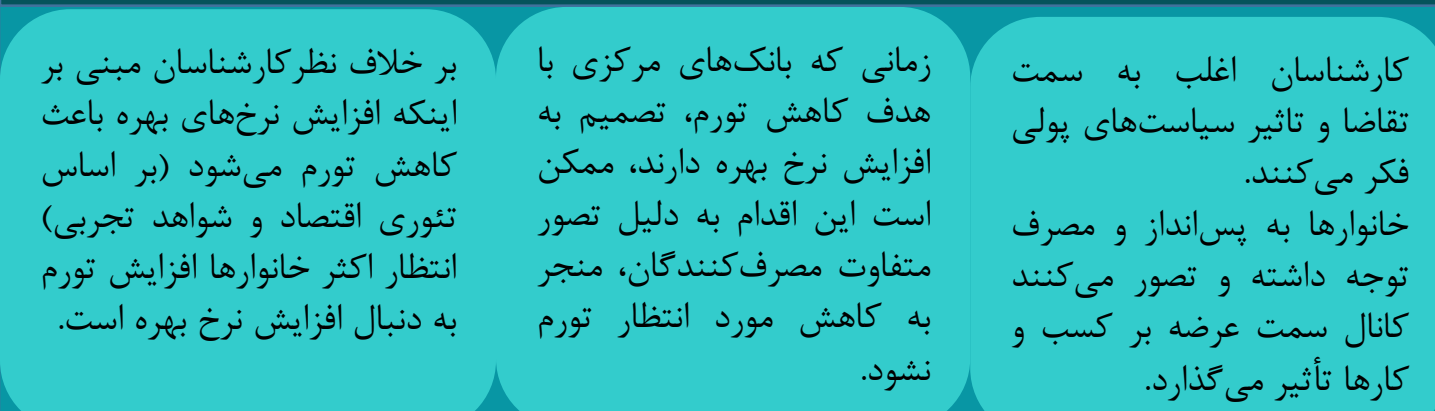 کارشناسان اغلب به سمت
تقاضا و تاثیر سیاست‌های پولی
فکر می‌کنند.
خانوارها به پس‌انداز و مصرف
توجه داشته و تصور می‌کنند
کانال سمت عرضه بر کسب و
کارها تأثیر می‌گذارد.
زمانی که بانک‌های مرکزی با
هدف کاهش تورم، تصمیم به
افزایش نرخ بهره دارند، ممکن
است این اقدام به دلیل تصور
متفاوت مصرف‌کنندگان، منجر
به کاهش مورد انتظار تورم
نشود.
بر خلاف نظرکارشناسان مبنی بر
اینکه افزایش نرخ‌های بهره باعث
کاهش تورم می‌شود (بر اساس
تئوری اقتصاد و شواهد تجربی)
انتظار اکثر خانوارها افزایش تورم
به دنبال افزایش نرخ بهره است.